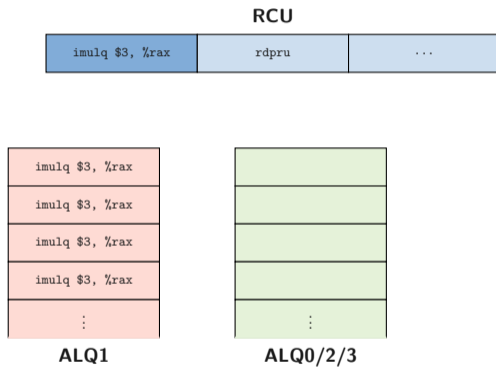 RCU
imulq $3, %rax rdpru ...
imulq $3, %rax
imulq $3, %rax
imulq $3, %rax
imulq $3, %rax
⋮ ⋮
ALQ1 ALQ0/2/3